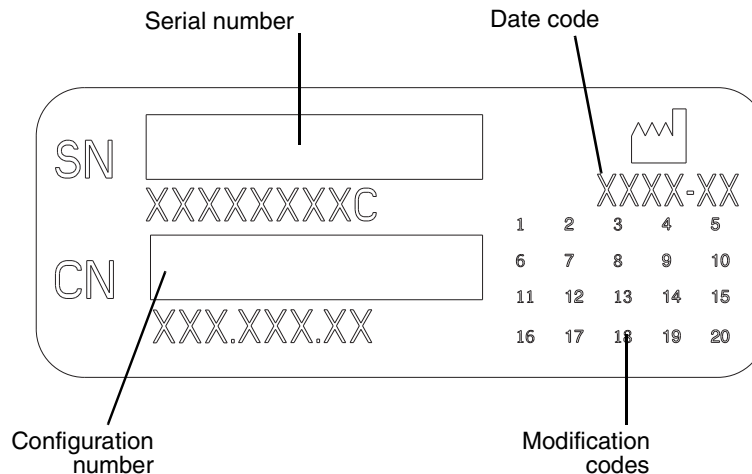 Serial number
Date code
SN
XXXXXXXXC
XXXX-XX
1 2 3 4 5
6 7 8 9 10
CN
11 12 13 14 15
XXX.XXX.XX
16 17 18 19 20
Configuration
number
Modification
codes